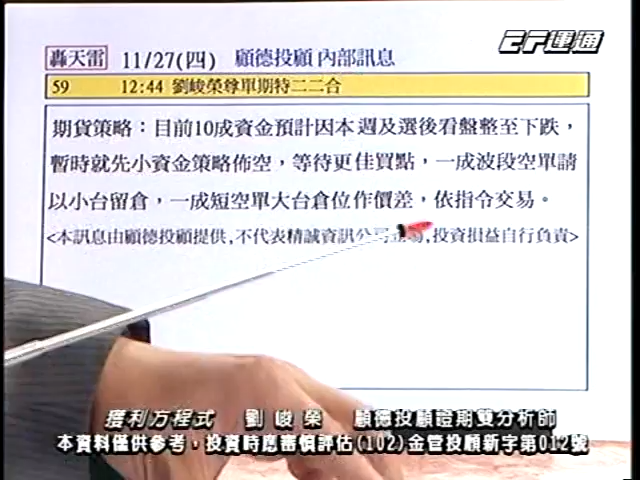 轟天雷 11/27(四) 顧德投顧 內部訊息
運通
59 12:44 劉峻榮尊單期特二二合
期貨策略：目前10成資金預計因本週及選後看盤整至下跌，
暫時就先小資金策略佈空，等待更佳買點，一成波段空單請
以小台留倉，一成短空單大台倉位作價差，依指令交易。
<本訊息由顧德投顧提供,不代表精誠資訊公司立場,投資損益自行負責>
獲利方程式 劉峻榮 顧德投顧證期雙分析師
本資料僅供參考，投資時應審慎評估(102)金管投顧新字第012號